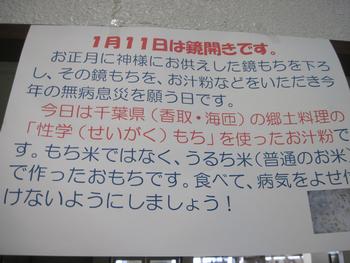 1月11日は鏡開きです。
お正月に神様にお供えした鏡もちを下ろ
し、その鏡もちを、お汁粉などをいただき今
年の無病息災を願う日です。
今日は千葉県（香取・海匝）の郷土料理の
「性学（せいがく）もち」を使ったお汁粉で
す。もち米ではなく、うるち米（普通のお米）
で作ったおもちです。食べて、病気をよせ付
けないようにしましょう！